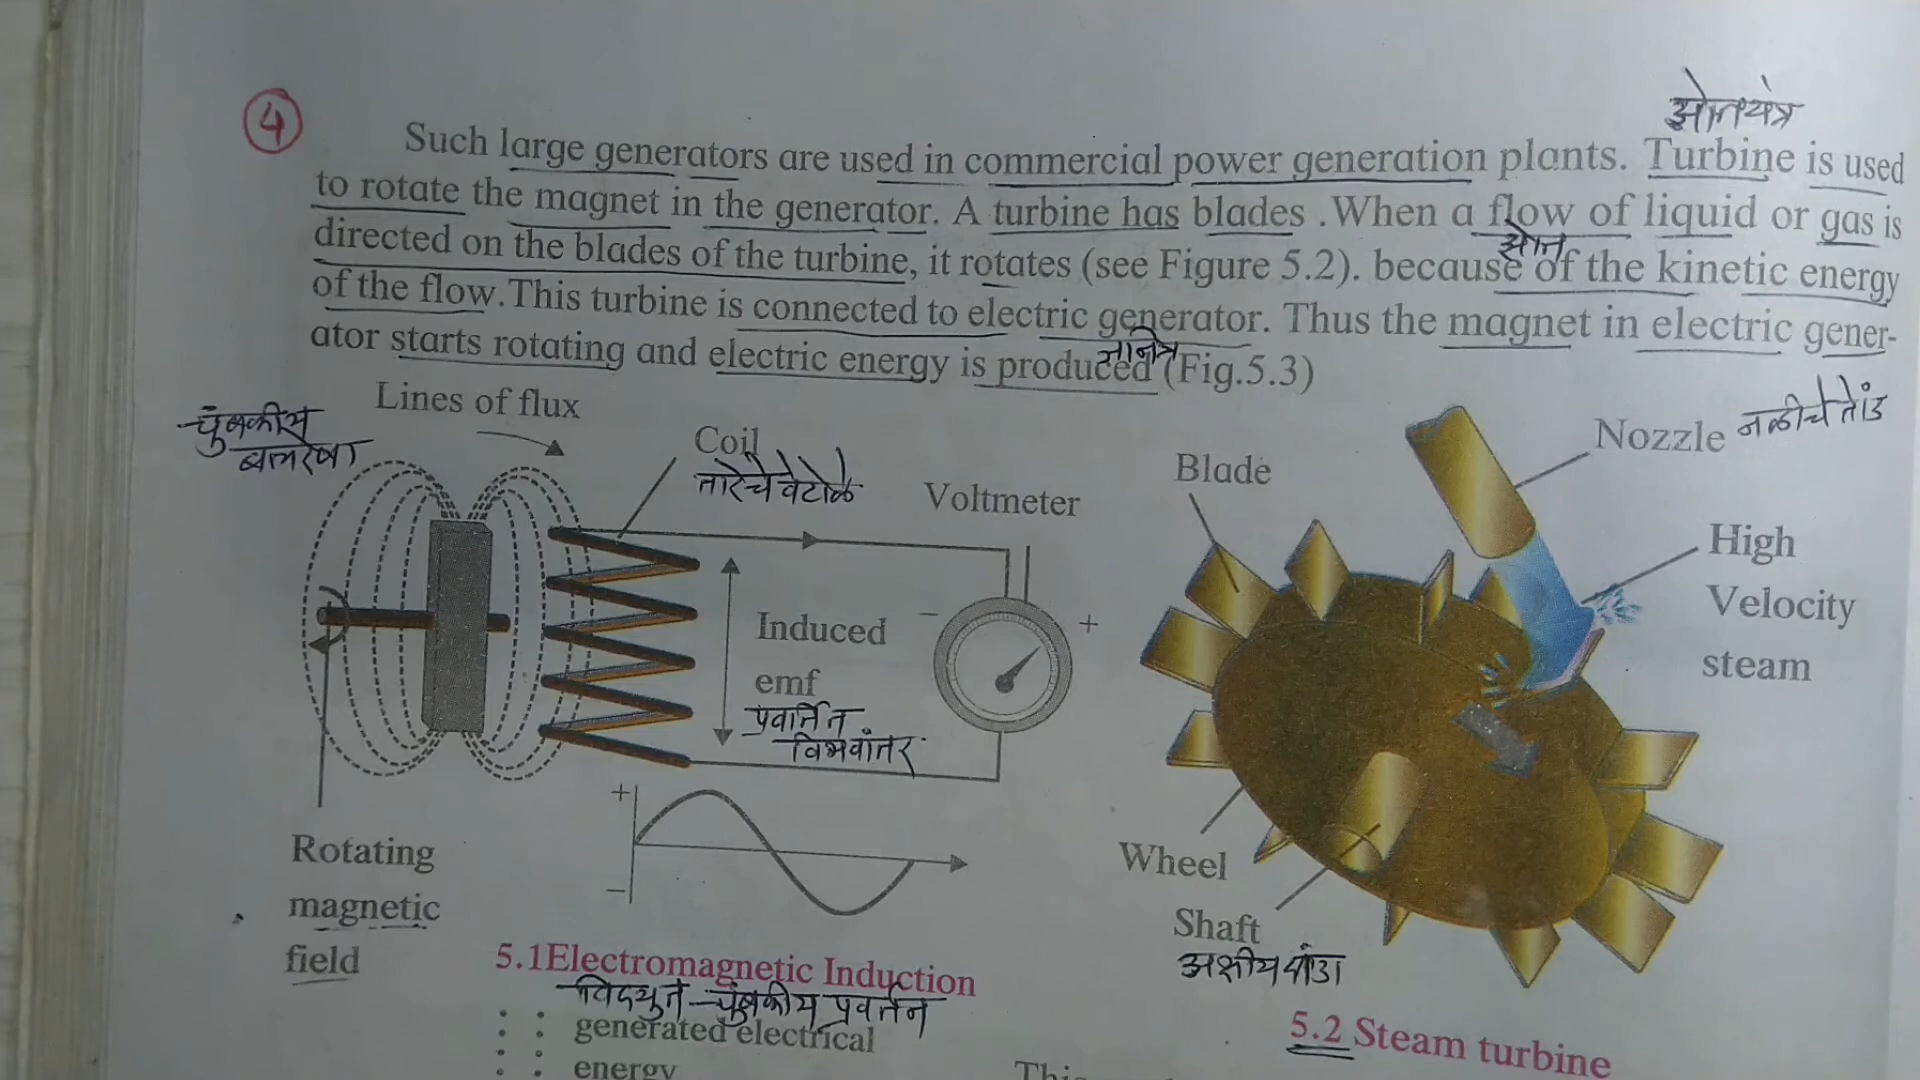 4
झोतयंत्र
Such large generators are used in commercial power generation plants. Turbine is used
to rotate the magnet in the generator. A turbine has blades .When a flow of liquid or gas is
झोत
directed on the blades of the turbine, it rotates (see Figure 5.2). because of the kinetic energy
of the flow.This turbine is connected to electric generator. Thus the magnet in electric gener-
जनित्र
ator starts rotating and electric energy is produced (Fig.5.3)
Lines of flux
चुंबकीय
बलरेषा
Coil
तारेचे वेटोळे
Voltmeter
Induced
emf
प्रवर्तित
विभवांतर
− +
+
−
Rotating
magnetic
field
5.1Electromagnetic Induction
विद्युत-चुंबकीय प्रवर्तन
generated electrical
energy
Nozzle नळीचे तोंड
Blade
High
Velocity
steam
Wheel
Shaft
अक्षीय दांडा
5.2 Steam turbine
This